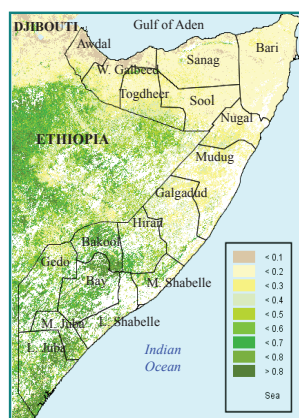 Gulf of Aden
DJIBOUTI
Awdal
Bari
Sanag
W. Galbeed
Togdheer
Sool
Nugal
ETHIOPIA
Mudug
Galgadud
Hiran
Bakool
Gedo
Bay
M. Shabelle
M. Juba
L. Shabelle
L. Juba
Indian
Ocean
< 0.1
< 0.2
< 0.3
< 0.4
< 0.5
< 0.6
< 0.7
< 0.8
> 0.8
Sea